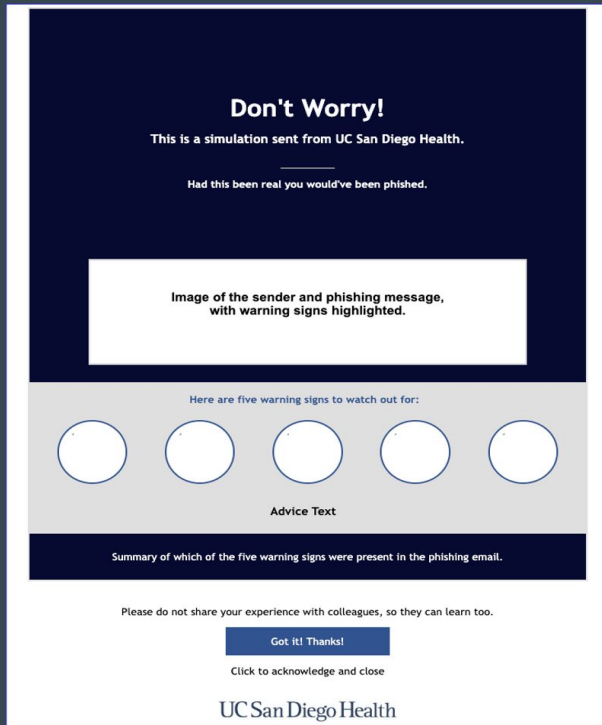 Don't Worry!
This is a simulation sent from UC San Diego Health.
Had this been real you would've been phished.
Image of the sender and phishing message,
with warning signs highlighted.
Here are five warning signs to watch out for:
Advice Text
Summary of which of the five warning signs were present in the phishing email.
Please do not share your experience with colleagues, so they can learn too.
Got it! Thanks!
Click to acknowledge and close
UC San Diego Health